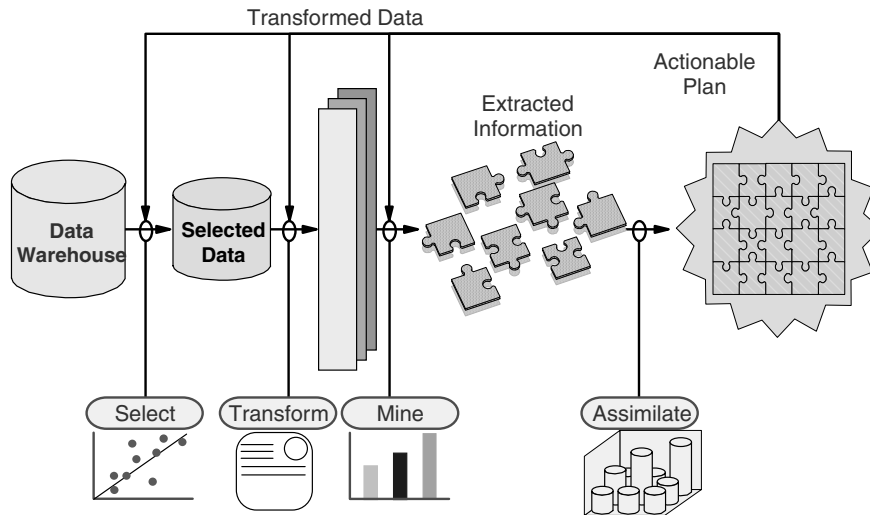 Transformed Data
Actionable
Plan
Extracted
Information
Data
Warehouse
Selected
Data
Select
Transform
Mine
Assimilate